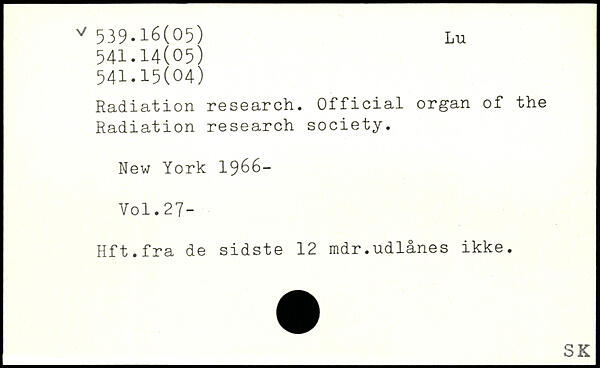 √ 539.16(05) Lu
541.14(05)
541.15(04)
Radiation research. Official organ of the
Radiation research society.
New York 1966-
Vol.27-
Hft.fra de sidste 12 mdr.udlånes ikke.
SK